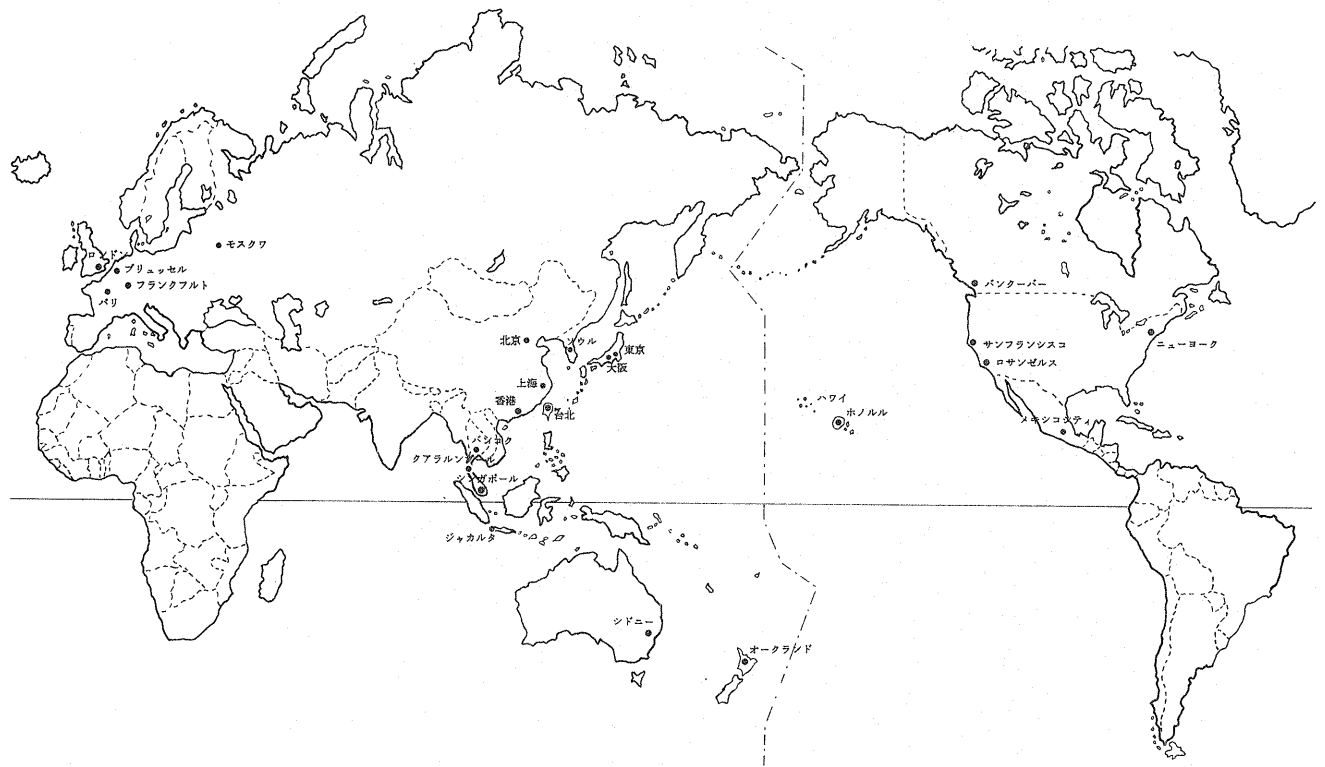 モスクワ
ロンドン
ブリュッセル
フランクフルト
パリ
バンクーバー
北京
ソウル
東京
大阪
サンフランシスコ
ニューヨーク
ロサンゼルス
上海
香港
台北
ハワイ
ホノルル
メキシコシティ
バンコク
クアラルンプール
シンガポール
ジャカルタ
シドニー
オークランド